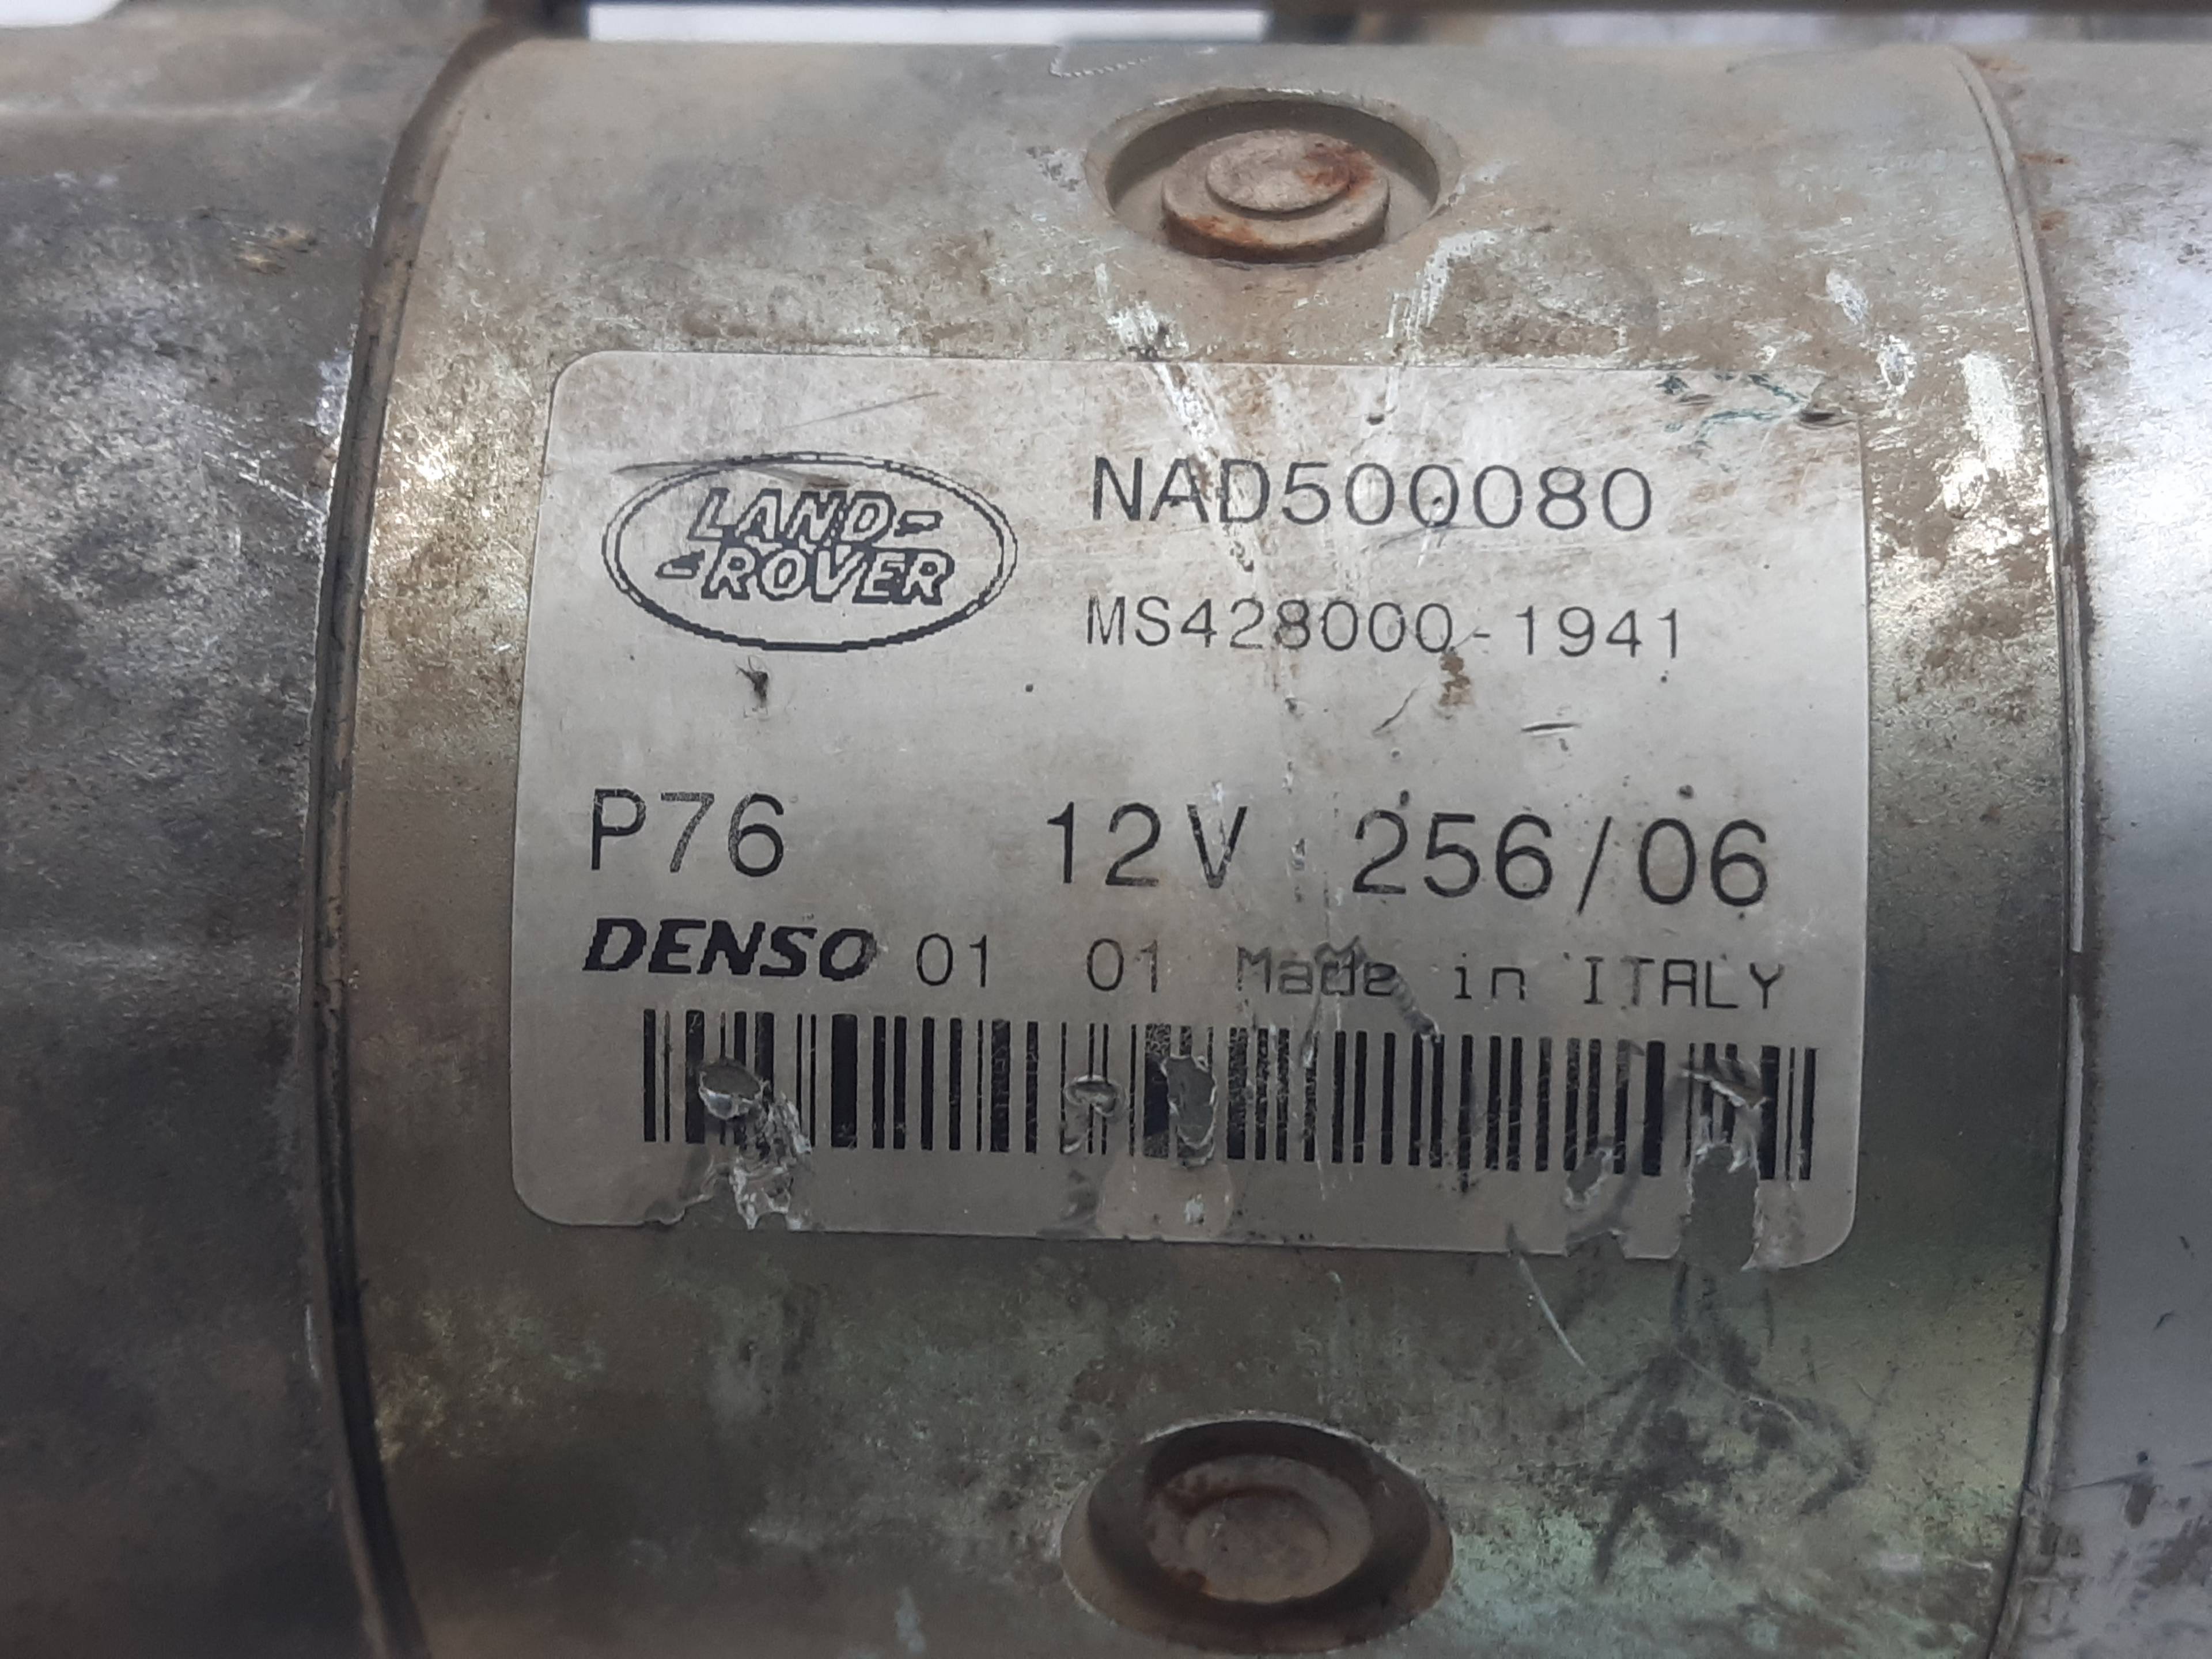 LAND-
-ROVER
NAD500080
MS428000-1941
P76 12V 256/06
DENSO 01 01 Made in ITALY